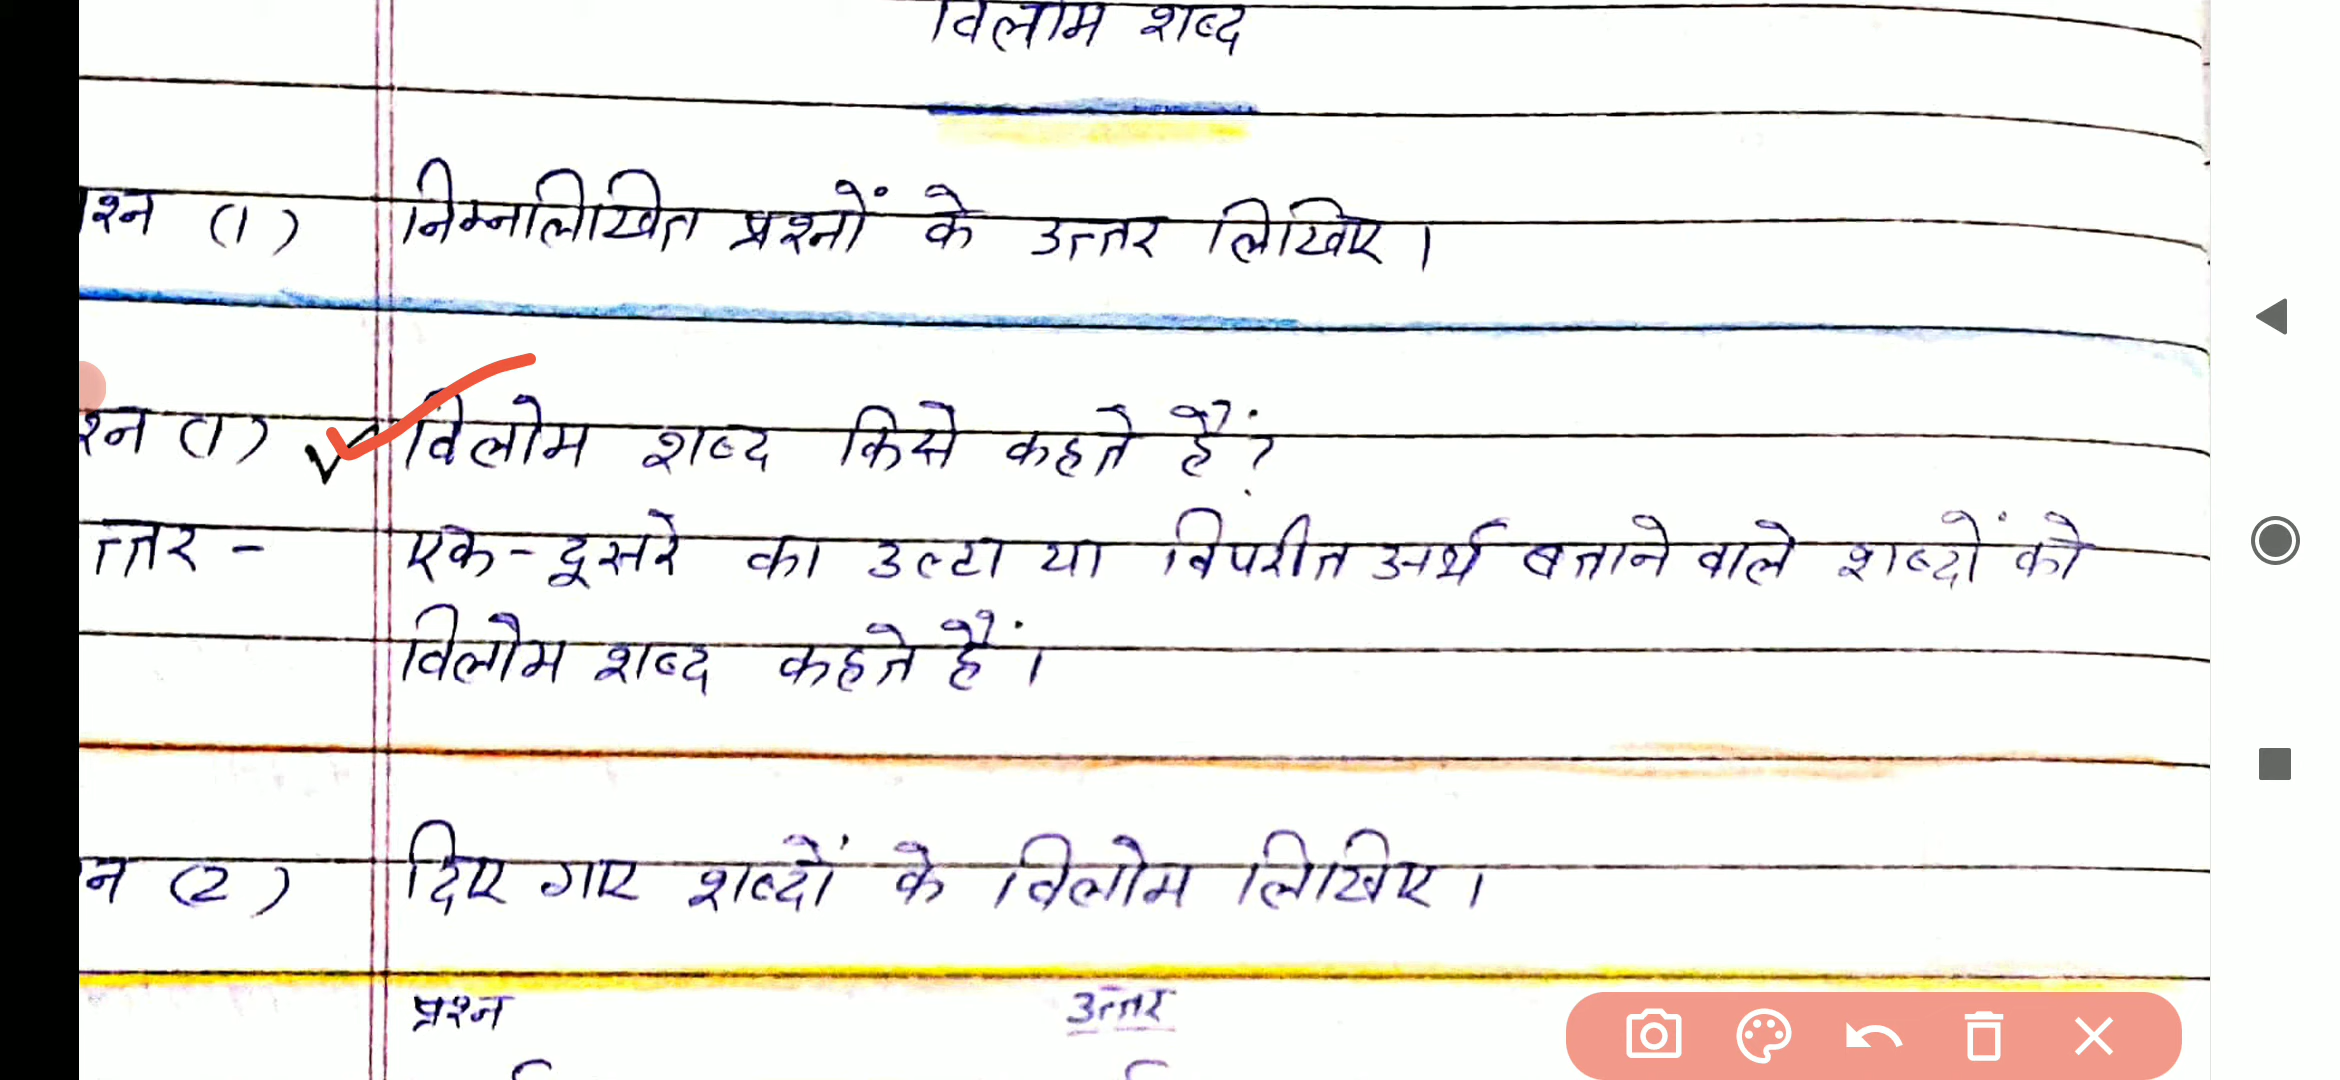 विलोम शब्द
श्न (1) निम्नलिखित प्रश्नों के उत्तर लिखिए।
श्न (1) विलोम शब्द किसे कहते हैं?
त्तर - एक-दूसरे का उल्टा या विपरीत अर्थ बताने वाले शब्दों को
विलोम शब्द कहते हैं।
न (2) दिए गए शब्दों के विलोम लिखिए।
प्रश्न उत्तर